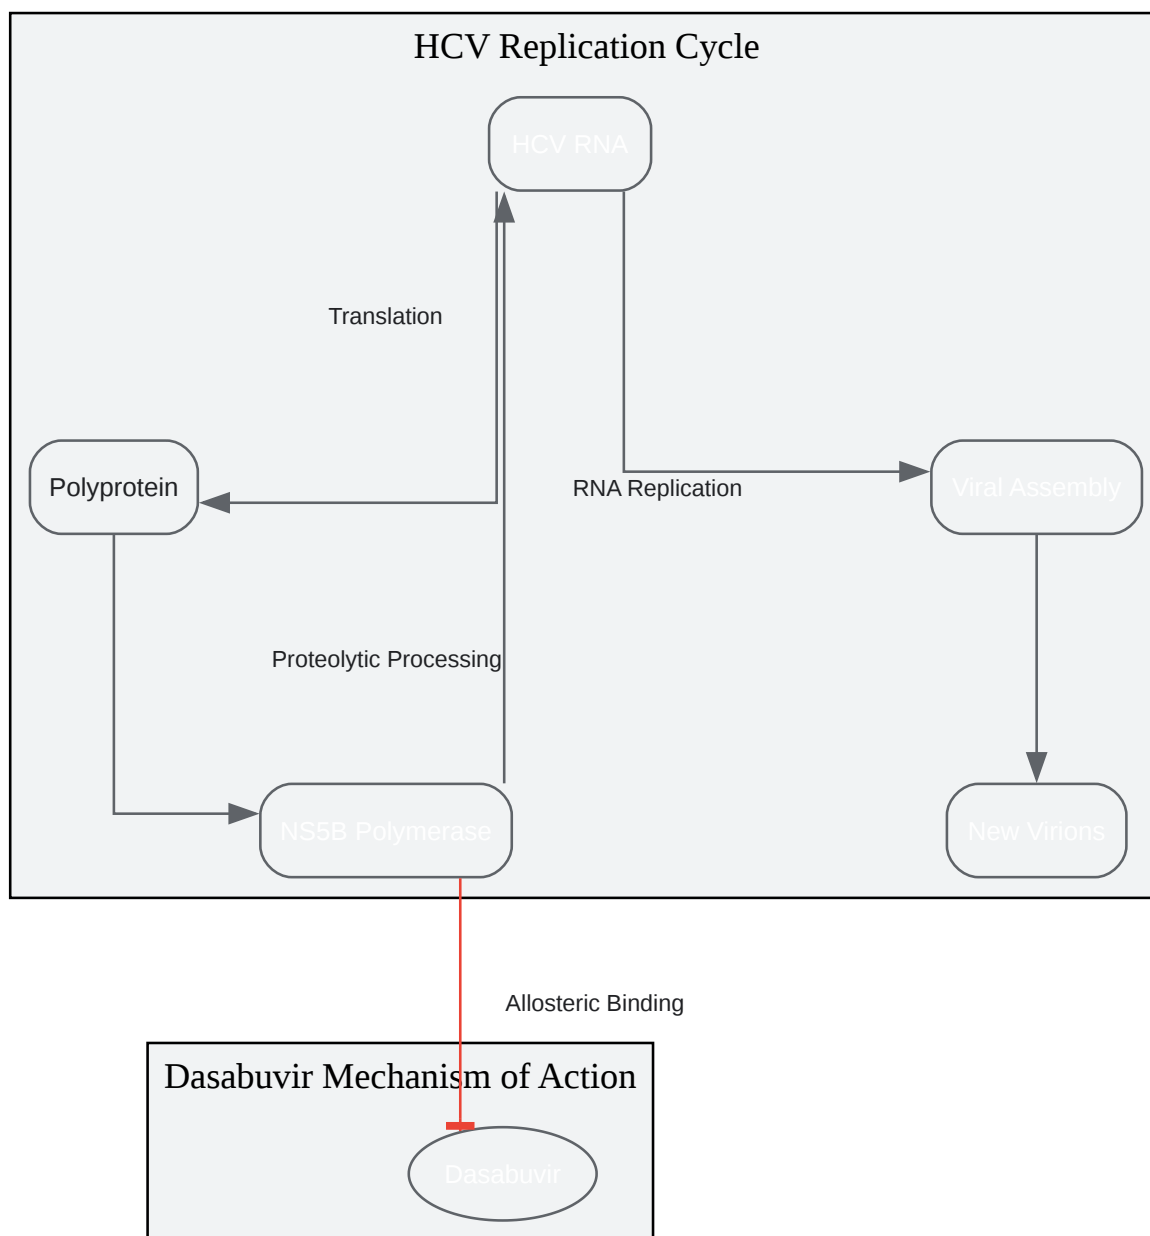 HCV Replication Cycle
HCV RNA
Translation
Polyprotein
RNA Replication
Viral Assembly
Proteolytic Processing
NS5B Polymerase
New Virions
Allosteric Binding
Dasabuvir Mechanism of Action
Dasabuvir